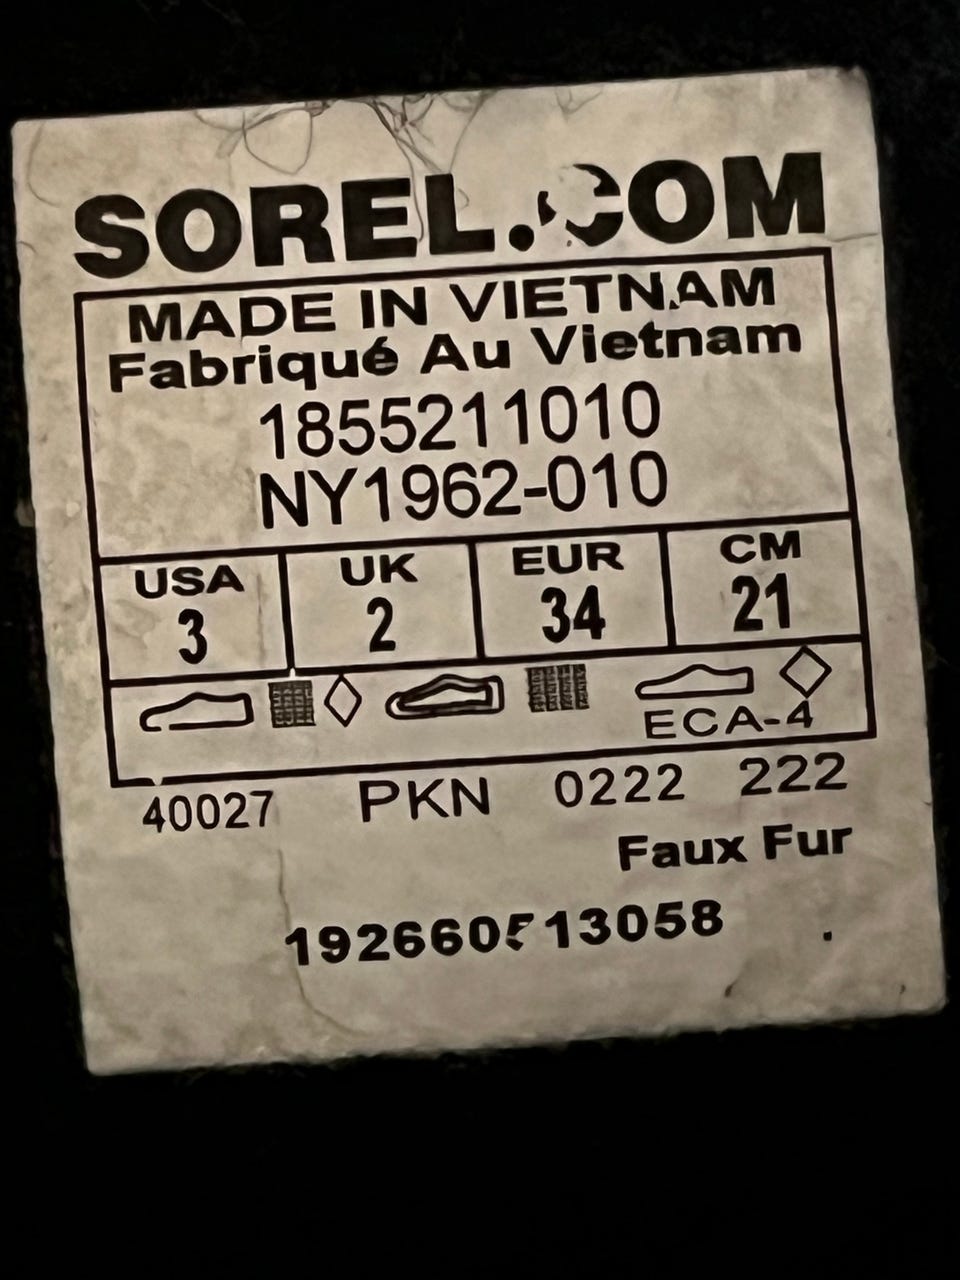 SOREL.COM
MADE IN VIETNAM
Fabriqué Au Vietnam
1855211010
NY1962-010
USA UK EUR CM
3 2 34 21
ECA-4
40027 PKN 0222 222
Faux Fur
192660513058